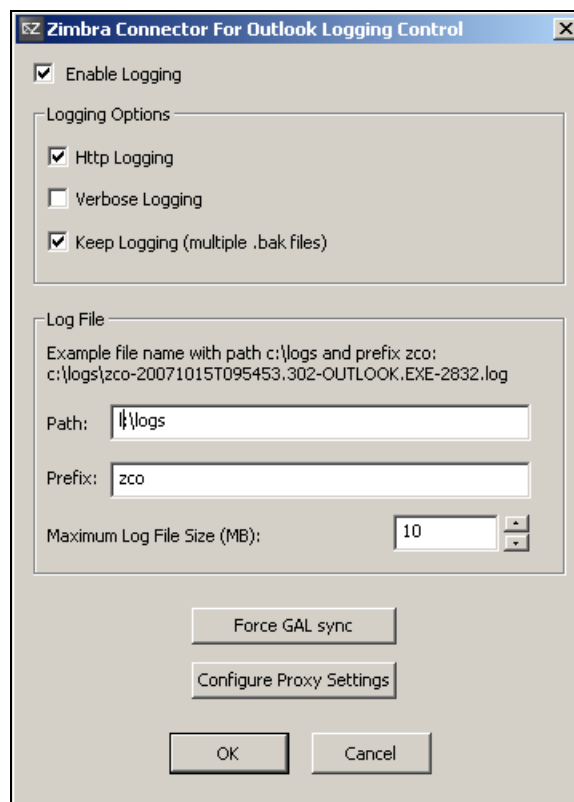 Zimbra Connector For Outlook Logging Control
Enable Logging
Logging Options
Http Logging
Verbose Logging
Keep Logging (multiple .bak files)
Log File
Example file name with path c:\logs and prefix zco:
c:\logs\zco-20071015T095453.302-OUTLOOK.EXE-2832.log
Path: l:\logs
Prefix: zco
Maximum Log File Size (MB): 10
Force GAL sync
Configure Proxy Settings
OK Cancel